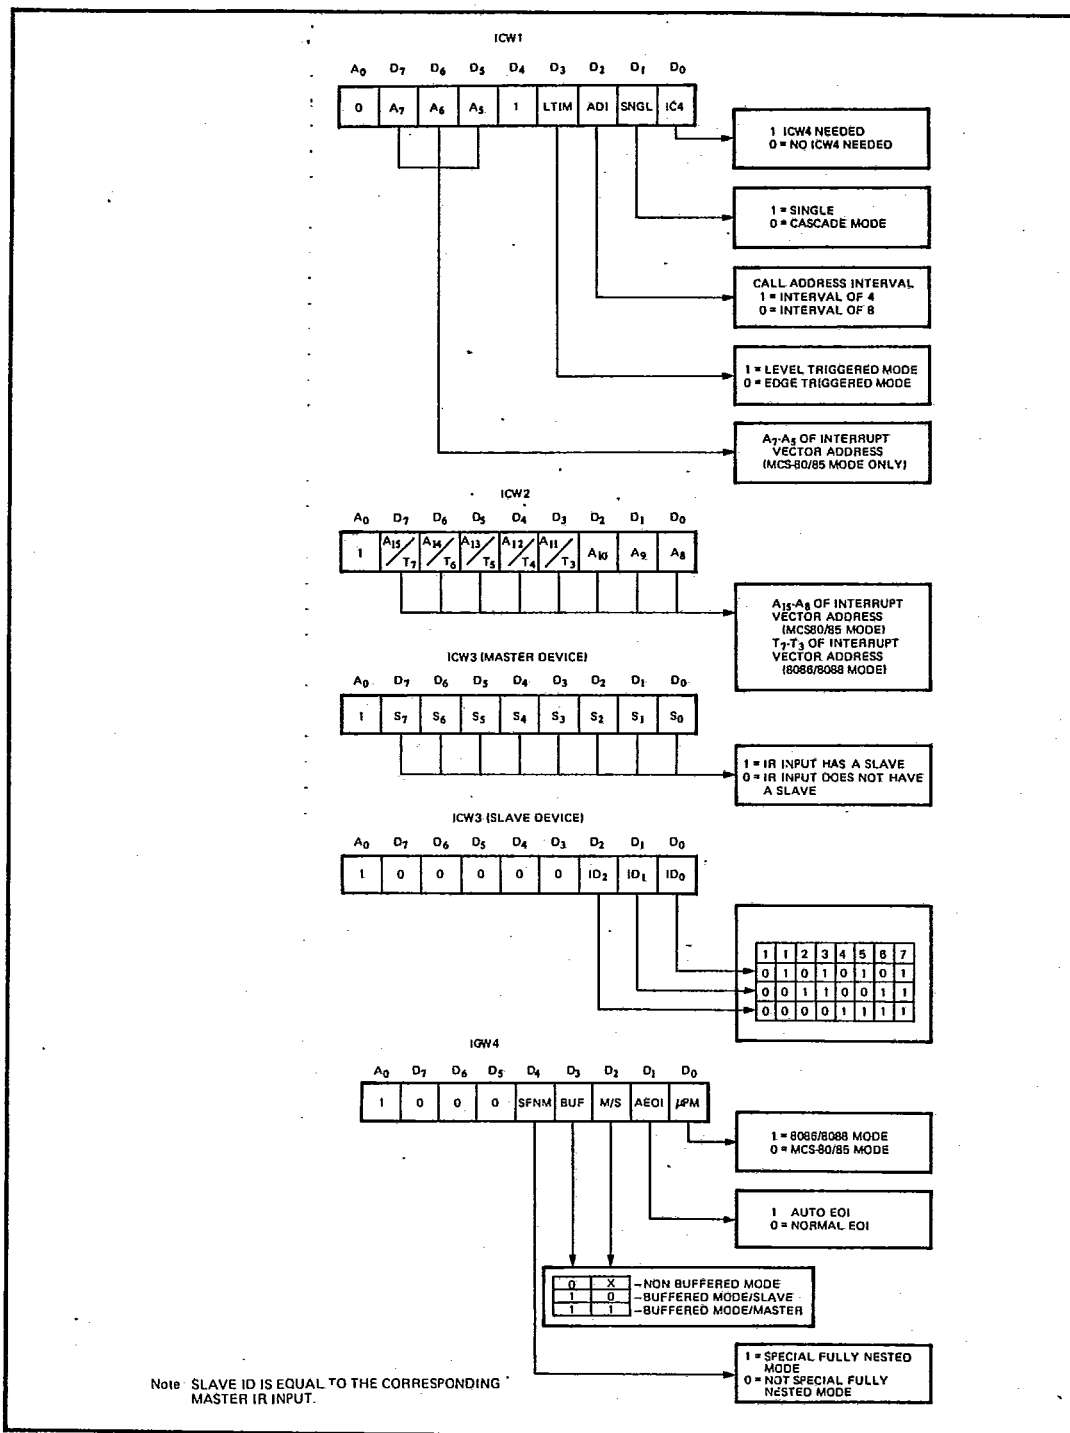 ICW1
A0 D7 D6 D5 D4 D3 D2 D1 D0
0 A7 A6 A5 1 LTIM ADI SNGL IC4
1 ICW4 NEEDED
0 = NO ICW4 NEEDED
1 = SINGLE
0 = CASCADE MODE
CALL ADDRESS INTERVAL
1 = INTERVAL OF 4
0 = INTERVAL OF 8
1 = LEVEL TRIGGERED MODE
0 = EDGE TRIGGERED MODE
A7-A5 OF INTERRUPT
VECTOR ADDRESS
(MCS-80/85 MODE ONLY)
ICW2
A0 D7 D6 D5 D4 D3 D2 D1 D0
1 A15/T7 A14/T6 A13/T5 A12/T4 A11/T3 A10 A9 A8
A15-A8 OF INTERRUPT
VECTOR ADDRESS
(MCS80/85 MODE)
T7-T3 OF INTERRUPT
VECTOR ADDRESS
(8086/8088 MODE)
ICW3 (MASTER DEVICE)
A0 D7 D6 D5 D4 D3 D2 D1 D0
1 S7 S6 S5 S4 S3 S2 S1 S0
1 = IR INPUT HAS A SLAVE
0 = IR INPUT DOES NOT HAVE
A SLAVE
ICW3 (SLAVE DEVICE)
A0 D7 D6 D5 D4 D3 D2 D1 D0
1 0 0 0 0 0 ID2 ID1 ID0
1 1 2 3 4 5 6 7
0 1 0 1 0 1 0 1
0 0 1 1 0 0 1 1
0 0 0 0 1 1 1 1
IGW4
A0 D7 D6 D5 D4 D3 D2 D1 D0
1 0 0 0 SFNM BUF M/S AEOI μPM
1 = 8086/8088 MODE
0 = MCS-80/85 MODE
1 AUTO EOI
0 = NORMAL EOI
0 X – NON BUFFERED MODE
1 0 – BUFFERED MODE/SLAVE
1 1 – BUFFERED MODE/MASTER
1 = SPECIAL FULLY NESTED
MODE
0 = NOT SPECIAL FULLY
NESTED MODE
Note SLAVE ID IS EQUAL TO THE CORRESPONDING
MASTER IR INPUT.